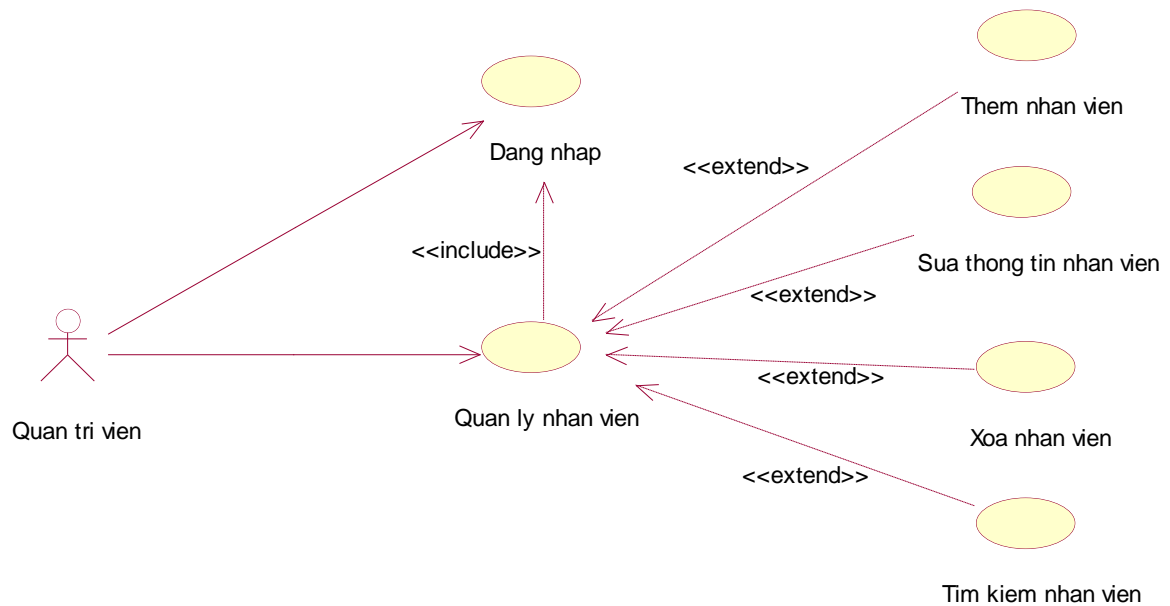 Them nhan vien
Dang nhap
<<extend>>
<<include>>
Sua thong tin nhan vien
<<extend>>
<<extend>>
Quan ly nhan vien
Quan tri vien
Xoa nhan vien
<<extend>>
Tim kiem nhan vien